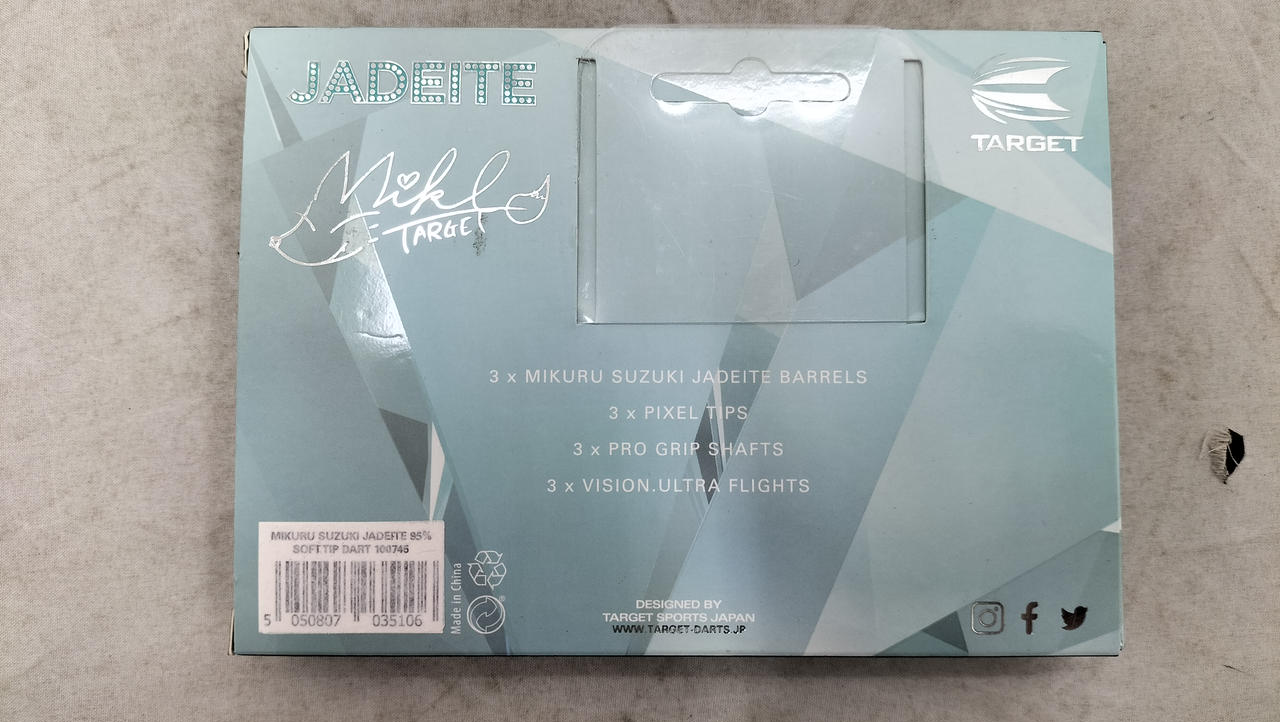 JADEITE
TARGET
Miku
TARGET
3 x MIKURU SUZUKI JADEITE BARRELS
3 x PIXEL TIPS
3 x PRO GRIP SHAFTS
3 x VISION.ULTRA FLIGHTS
MIKURU SUZUKI JADEITE 95%
SOFT TIP DART 100746
5 050807 035106
Made in China
DESIGNED BY
TARGET SPORTS JAPAN
WWW.TARGET-DARTS.JP